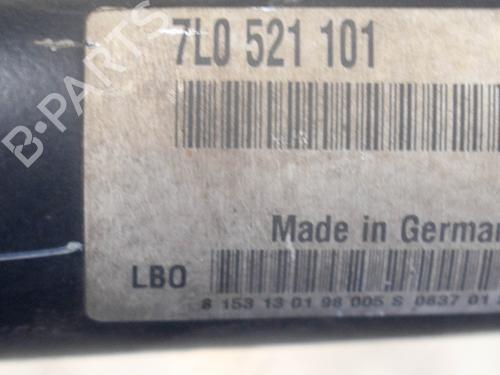 7L0 521 101
B-PARTS
Made in German
LBO
8 153 13 01 98 005 S 0837 01